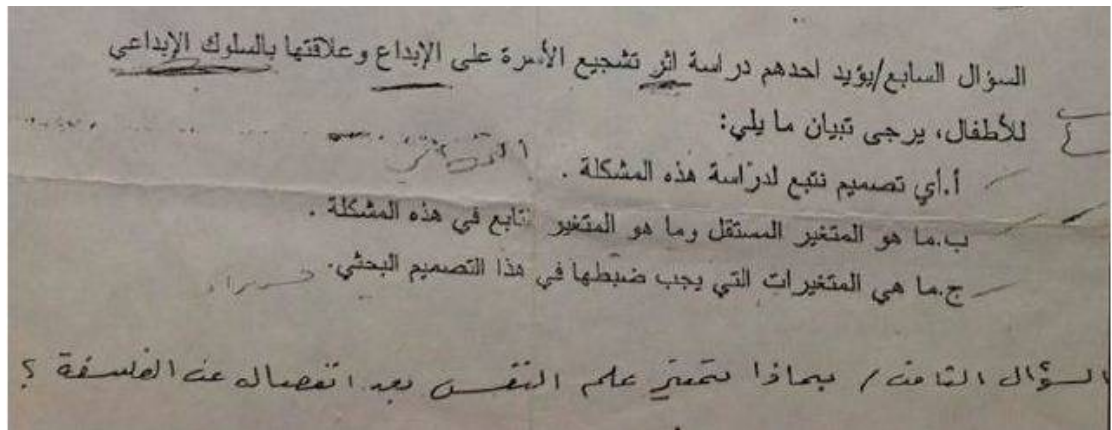 السؤال السابع/يؤيد احدهم دراسة اثر تشجيع الأسرة على الإبداع وعلاقتها بالسلوك الإبداعي
للأطفال، يرجى تبيان ما يلي:
أ.أي تصميم نتبع لدراسة هذه المشكلة .
ب.ما هو المتغير المستقل وما هو المتغير التابع في هذه المشكلة .
ج.ما هي المتغيرات التي يجب ضبطها في هذا التصميم البحثي.
السؤال الثامن / بماذا تميز علم النفس بعد انفصاله عن الفلسفة ؟